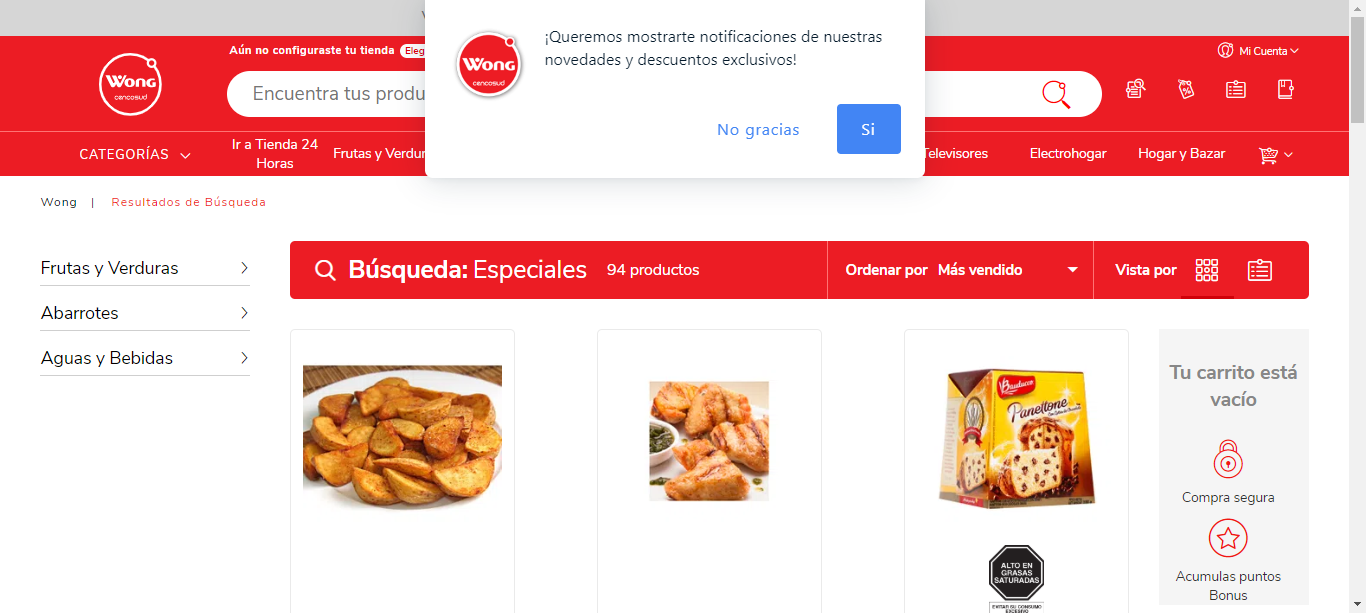 ¡Queremos mostrarte notificaciones de nuestras
novedades y descuentos exclusivos!
No gracias
Si
Wong
cencosud
Wong
cencosud
Aún no configuraste tu tienda
Eleg
Mi Cuenta
Encuentra tus produ
CATEGORÍAS
Ir a Tienda 24
Horas
Frutas y Verdur
Televisores
Electrohogar
Hogar y Bazar
Wong | Resultados de Búsqueda
Frutas y Verduras
Abarrotes
Aguas y Bebidas
Búsqueda: Especiales 94 productos
Ordenar por Más vendido
Vista por
Bauducco
Panettone
ALTO EN
GRASAS
SATURADAS
EVITAR SU CONSUMO
EXCESIVO
Tu carrito está
vacío
Compra segura
Acumulas puntos
Bonus